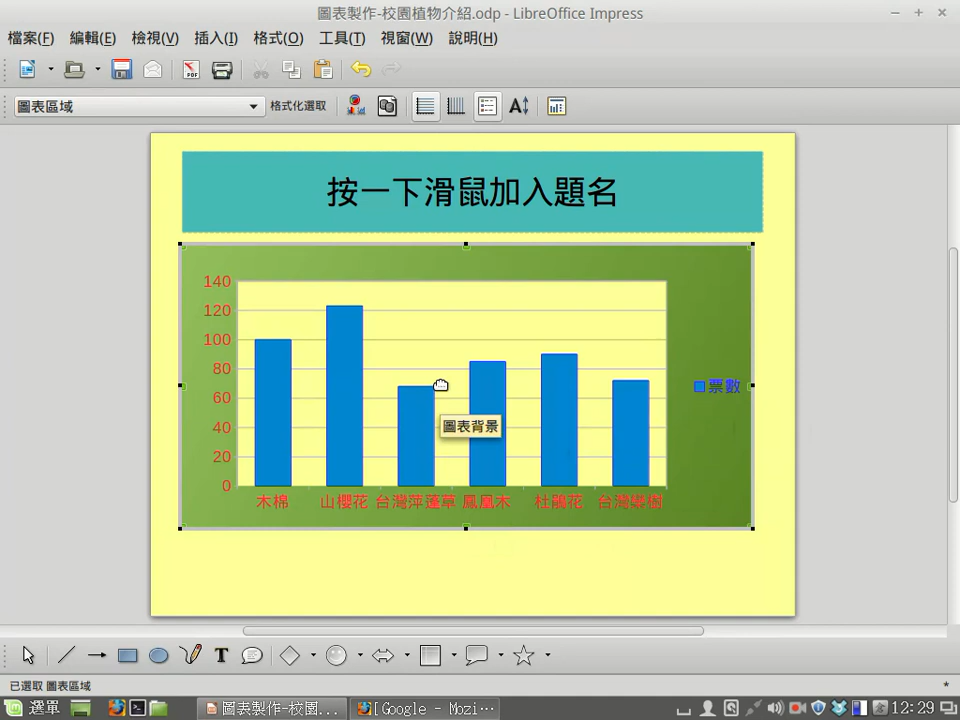 圖表製作-校園植物介紹.odp - LibreOffice Impress
檔案(F) 編輯(E) 檢視(V) 插入(I) 格式(O) 工具(T) 視窗(W) 說明(H)
圖表區域 格式化選取
按一下滑鼠加入題名
140
120
100
80
60
40
20
0
票數
圖表背景
木棉 山櫻花 台灣萍蓬草 鳳凰木 杜鵑花 台灣欒樹
已選取 圖表區域 *
選單 圖表製作-校園... [Google - Mozi... 12:29